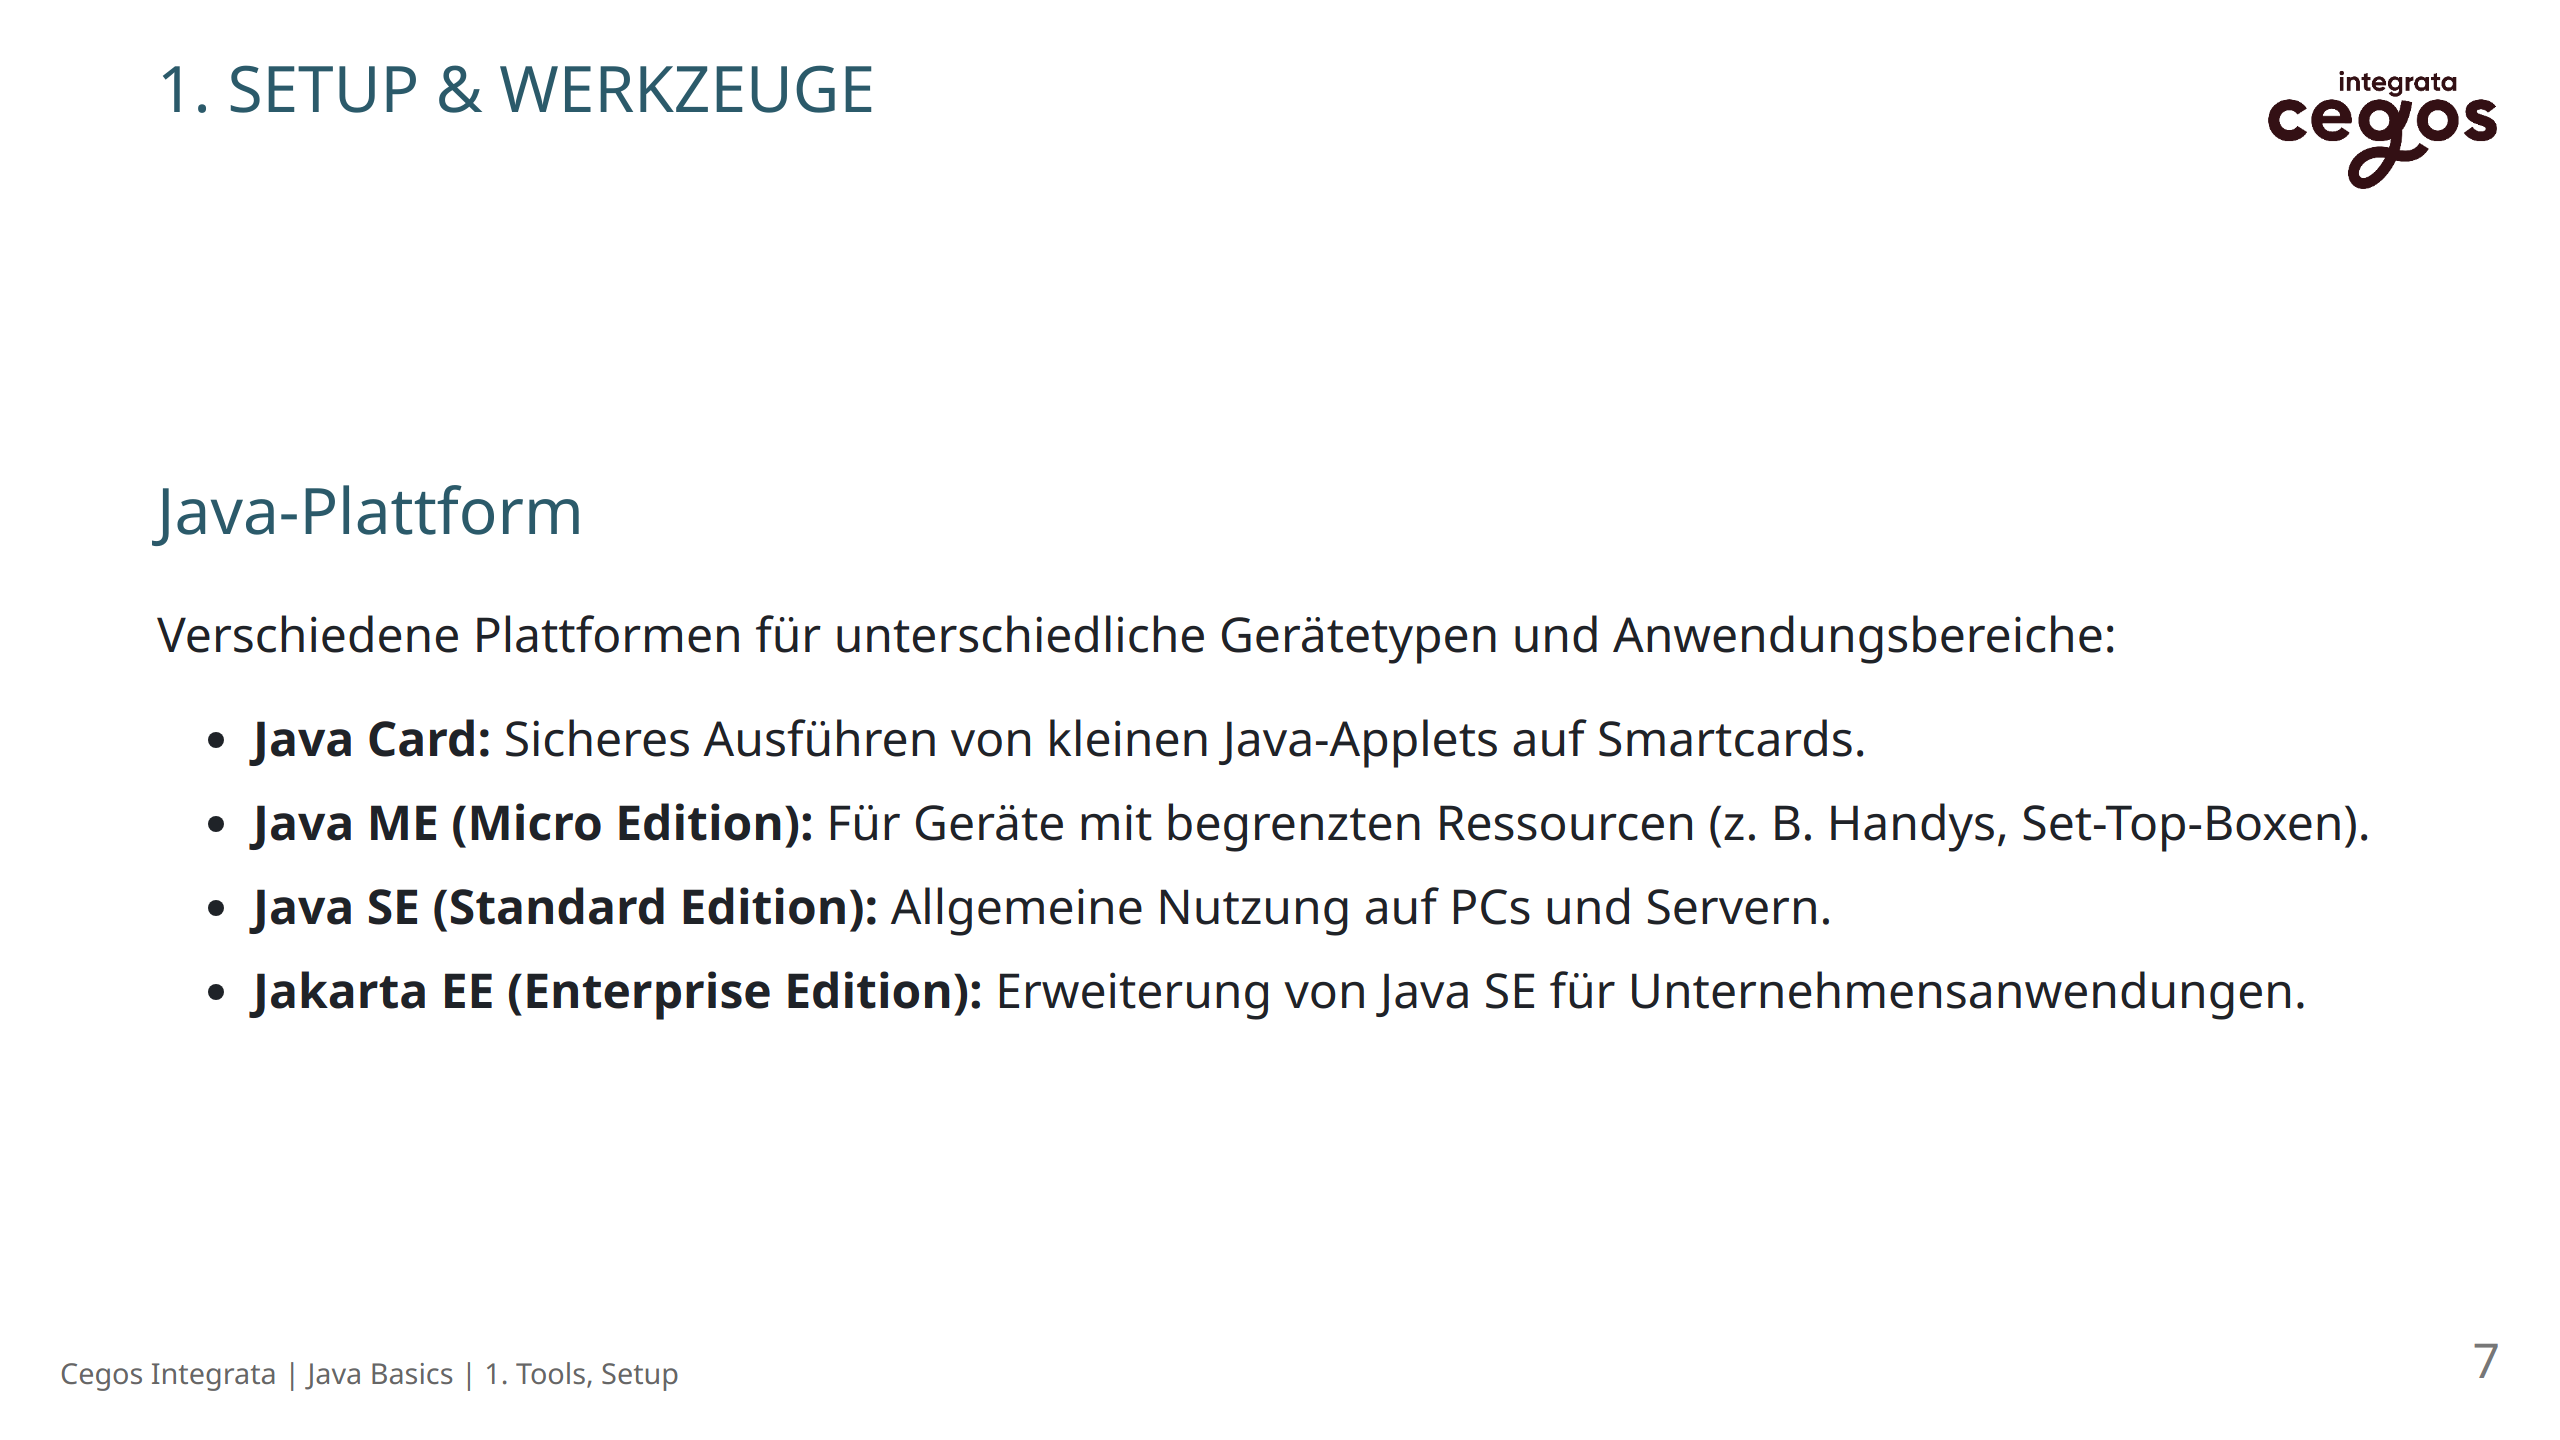 1. SETUP & WERKZEUGE
integrata
cegos
Java-Plattform
Verschiedene Plattformen für unterschiedliche Gerätetypen und Anwendungsbereiche:
• Java Card: Sicheres Ausführen von kleinen Java-Applets auf Smartcards.
• Java ME (Micro Edition): Für Geräte mit begrenzten Ressourcen (z. B. Handys, Set-Top-Boxen).
• Java SE (Standard Edition): Allgemeine Nutzung auf PCs und Servern.
• Jakarta EE (Enterprise Edition): Erweiterung von Java SE für Unternehmensanwendungen.
Cegos Integrata | Java Basics | 1. Tools, Setup
7